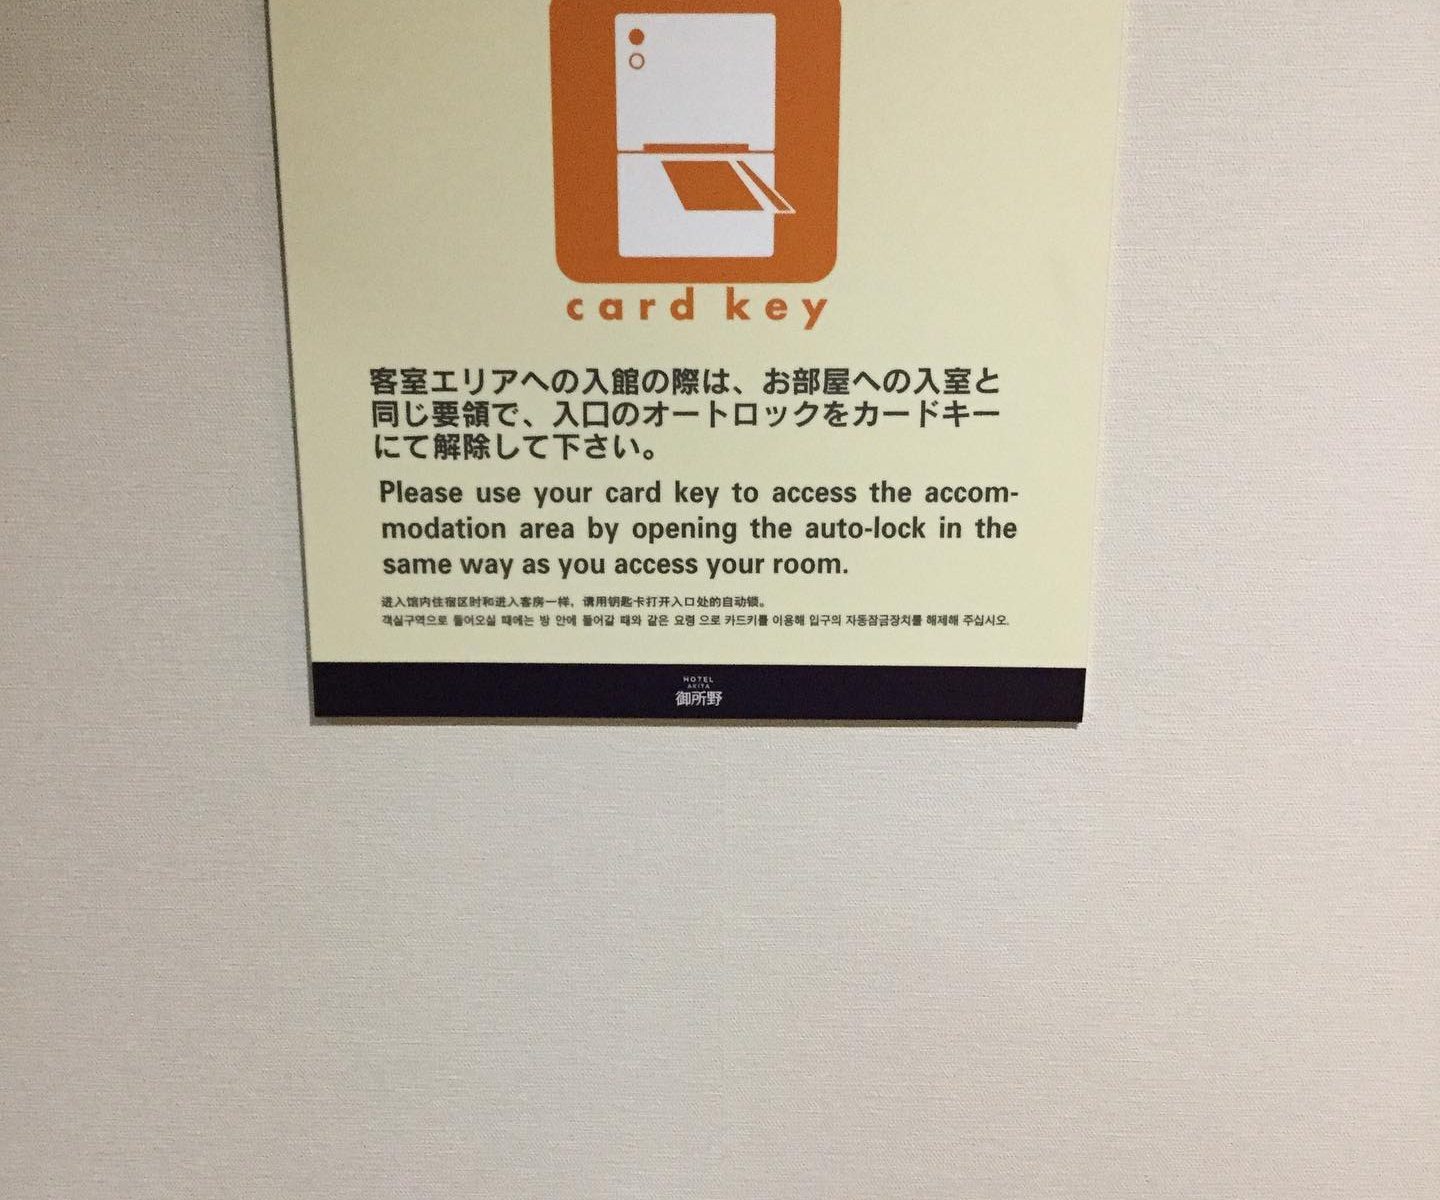 card key
客室エリアへの入館の際は、お部屋への入室と
同じ要領で、入口のオートロックをカードキー
にて解除して下さい。
Please use your card key to access the accom-
modation area by opening the auto-lock in the
same way as you access your room.
进入馆内住宿区时和进入客房一样，请用钥匙卡打开入口处的自动锁。
객실구역으로 들어오실 때에는 방 안에 들어갈 때와 같은 요령 으로 카드키를 이용해 입구의 자동잠금장치를 해제해 주십시오.
HOTEL
AKITA
御所野